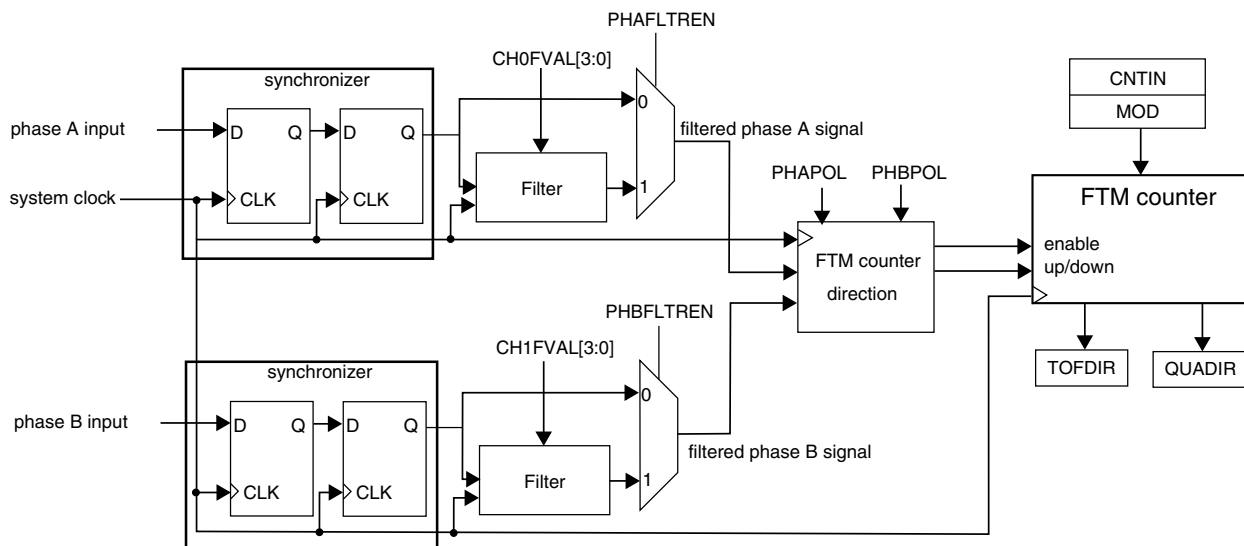 PHAFLTREN
CH0FVAL[3:0]
CNTIN
MOD
synchronizer
0
phase A input
D Q D Q
filtered phase A signal
Filter
1
PHAPOL PHBPOL
system clock
CLK CLK
FTM counter
enable
up/down
FTM counter
direction
PHBFLTREN
CH1FVAL[3:0]
synchronizer
TOFDIR QUADIR
0
phase B input
D Q D Q
filtered phase B signal
Filter
1
CLK CLK